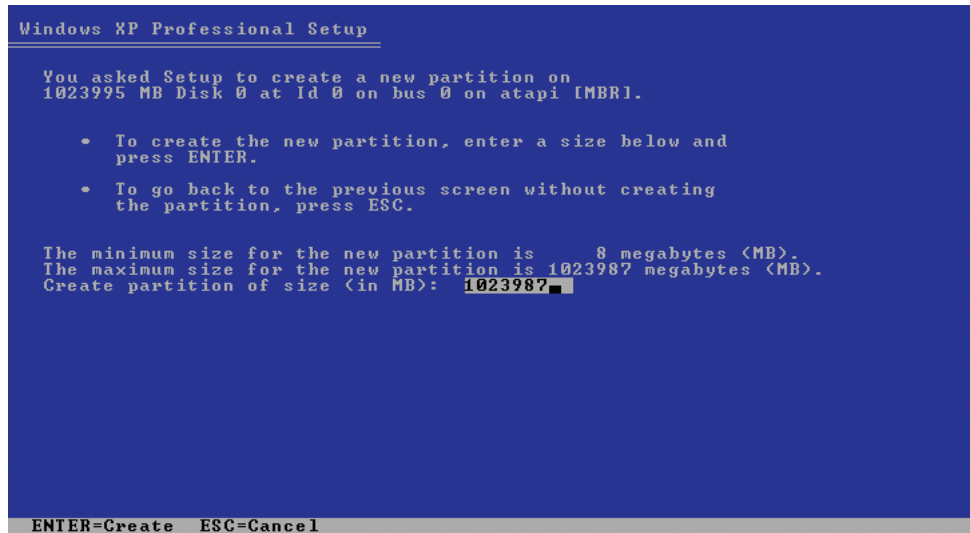 Windows XP Professional Setup
You asked Setup to create a new partition on
1023995 MB Disk 0 at Id 0 on bus 0 on atapi [MBR].
• To create the new partition, enter a size below and
press ENTER.
• To go back to the previous screen without creating
the partition, press ESC.
The minimum size for the new partition is 8 megabytes (MB).
The maximum size for the new partition is 1023987 megabytes (MB).
Create partition of size (in MB): 1023987
ENTER=Create ESC=Cancel